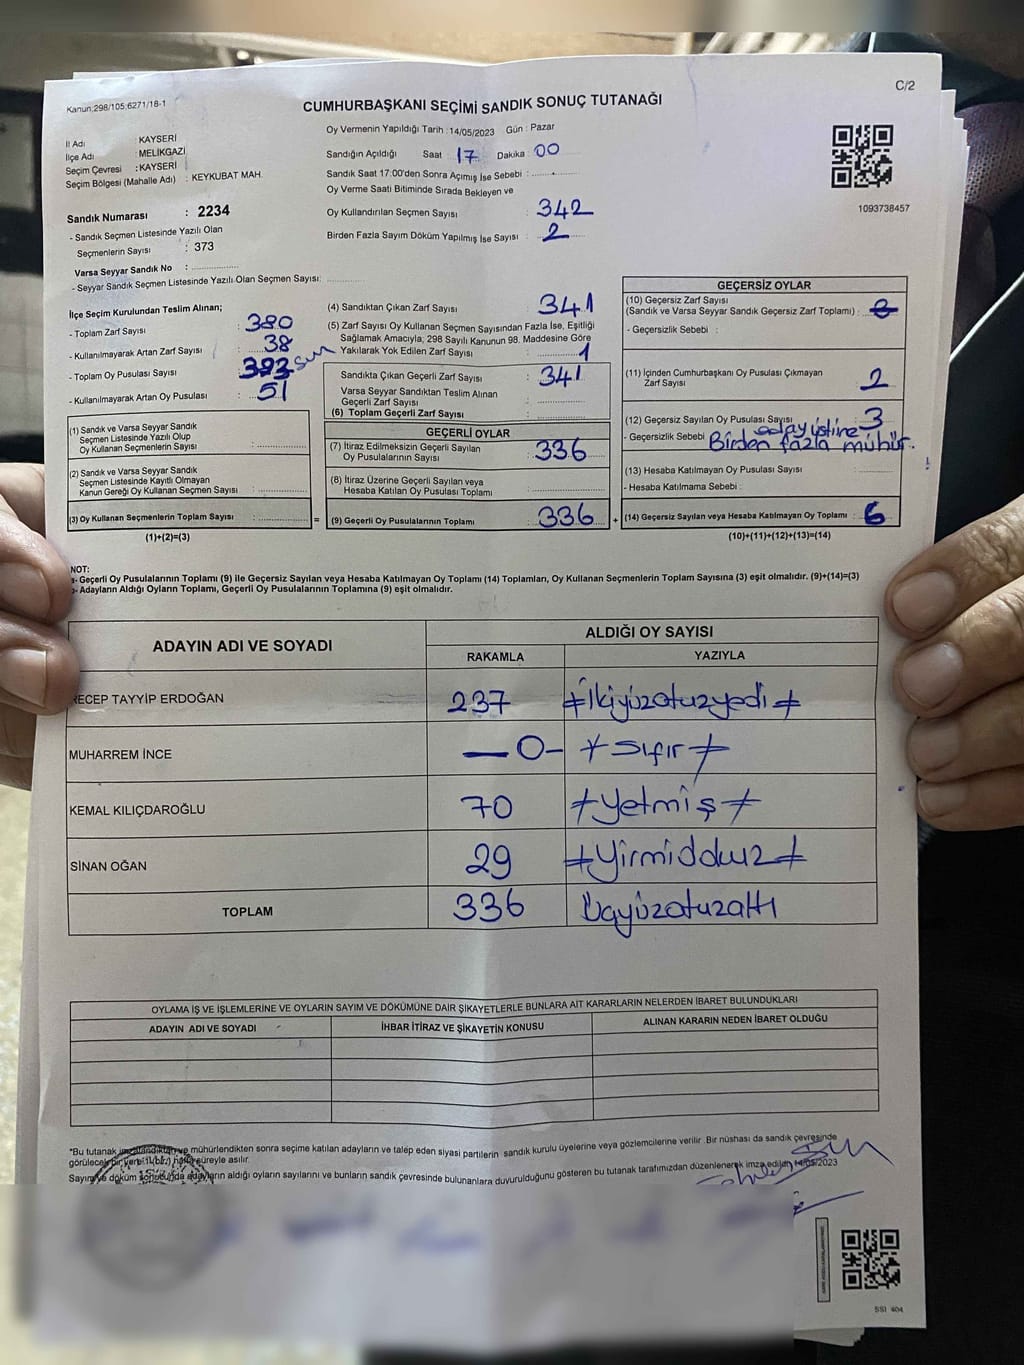 Kanun:298/105:6271/18-1
C/2
CUMHURBAŞKANI SEÇİMİ SANDIK SONUÇ TUTANAĞI
İl Adı : KAYSERİ
İlçe Adı : MELİKGAZİ
Seçim Çevresi : KAYSERİ
Seçim Bölgesi (Mahalle Adı) : KEYKUBAT MAH.
Sandık Numarası : 2234
- Sandık Seçmen Listesinde Yazılı Olan
Seçmenlerin Sayısı : 373
Varsa Seyyar Sandık No :
- Seyyar Sandık Seçmen Listesinde Yazılı Olan Seçmen Sayısı:
Oy Vermenin Yapıldığı Tarih : 14/05/2023 Gün : Pazar
Sandığın Açıldığı Saat 17 Dakika : 00
Sandık Saat 17:00'den Sonra Açımış İse Sebebi :
Oy Verme Saati Bitiminde Sırada Bekleyen ve
Oy Kullandırılan Seçmen Sayısı : 342
Birden Fazla Sayım Döküm Yapılmış İse Sayısı : 2
1093738457
İlçe Seçim Kurulundan Teslim Alınan;
- Toplam Zarf Sayısı : 380
- Kullanılmayarak Artan Zarf Sayısı : 38
- Toplam Oy Pusulası Sayısı : 393
- Kullanılmayarak Artan Oy Pusulası : 51
(1) Sandık ve Varsa Seyyar Sandık
Seçmen Listesinde Yazılı Olup
Oy Kullanan Seçmenlerin Sayısı :
(2) Sandık ve Varsa Seyyar Sandık
Seçmen Listesinde Kayıtlı Olmayan
Kanun Gereği Oy Kullanan Seçmen Sayısı :
(3) Oy Kullanan Seçmenlerin Toplam Sayısı :
(1)+(2)=(3)
(4) Sandıktan Çıkan Zarf Sayısı : 341
(5) Zarf Sayısı Oy Kullanan Seçmen Sayısından Fazla İse, Eşitliği
Sağlamak Amacıyla, 298 Sayılı Kanunun 98. Maddesine Göre
Yakılarak Yok Edilen Zarf Sayısı : 1
Sandıkta Çıkan Geçerli Zarf Sayısı : 341
Varsa Seyyar Sandıktan Teslim Alınan
Geçerli Zarf Sayısı :
(6) Toplam Geçerli Zarf Sayısı :
GEÇERLİ OYLAR
(7) İtiraz Edilmeksizin Geçerli Sayılan
Oy Pusulalarının Sayısı : 336
(8) İtiraz Üzerine Geçerli Sayılan veya
Hesaba Katılan Oy Pusulası Toplamı :
= (9) Geçerli Oy Pusulalarının Toplamı : 336
GEÇERSİZ OYLAR
(10) Geçersiz Zarf Sayısı
(Sandık ve Varsa Seyyar Sandık Geçersiz Zarf Toplamı) :
- Geçersizlik Sebebi :
(11) İçinden Cumhurbaşkanı Oy Pusulası Çıkmayan
Zarf Sayısı : 2
(12) Geçersiz Sayılan Oy Pusulası Sayısı : 3
aday üstüne
- Geçersizlik Sebebi Birden fazla mühür.
(13) Hesaba Katılmayan Oy Pusulası Sayısı :
- Hesaba Katılmama Sebebi :
+ (14) Geçersiz Sayılan veya Hesaba Katılmayan Oy Toplamı : 6
(10)+(11)+(12)+(13)=(14)
NOT:
a- Geçerli Oy Pusulalarının Toplamı (9) ile Geçersiz Sayılan veya Hesaba Katılmayan Oy Toplamı (14) Toplamları, Oy Kullanan Seçmenlerin Toplam Sayısına (3) eşit olmalıdır. (9)+(14)=(3)
b- Adayların Aldığı Oyların Toplamı, Geçerli Oy Pusulalarının Toplamına (9) eşit olmalıdır.
ADAYIN ADI VE SOYADI
ALDIĞI OY SAYISI
RAKAMLA YAZIYLA
RECEP TAYYİP ERDOĞAN 237 ≠İkiyüzotuzyedi≠
MUHARREM İNCE —0— ≠Sıfır≠
KEMAL KILIÇDAROĞLU 70 ≠Yetmiş≠
SİNAN OĞAN 29 ≠Yirmidokuz≠
TOPLAM 336 Üçyüzotuzaltı
OYLAMA İŞ VE İŞLEMLERİNE VE OYLARIN SAYIM VE DÖKÜMÜNE DAİR ŞİKAYETLERLE BUNLARA AİT KARARLARIN NELERDEN İBARET BULUNDUKLARI
ADAYIN ADI VE SOYADI İHBAR İTİRAZ VE ŞİKAYETİN KONUSU ALINAN KARARIN NEDEN İBARET OLDUĞU
*Bu tutanak imzalandıktan ve mühürlendikten sonra seçime katılan adayların ve talep eden siyasi partilerin sandık kurulu üyelerine veya gözlemcilerine verilir. Bir nüshası da sandık çevresinde
görülecek bir yere 1(bir) hafta süreyle asılır.
Sayım ve döküm sonucunda adayların aldığı oyların sayılarını ve bunların sandık çevresinde bulunanlara duyurulduğunu gösteren bu tutanak tarafımızdan düzenlenerek imza edildi. 14/05/2023
SSI 404